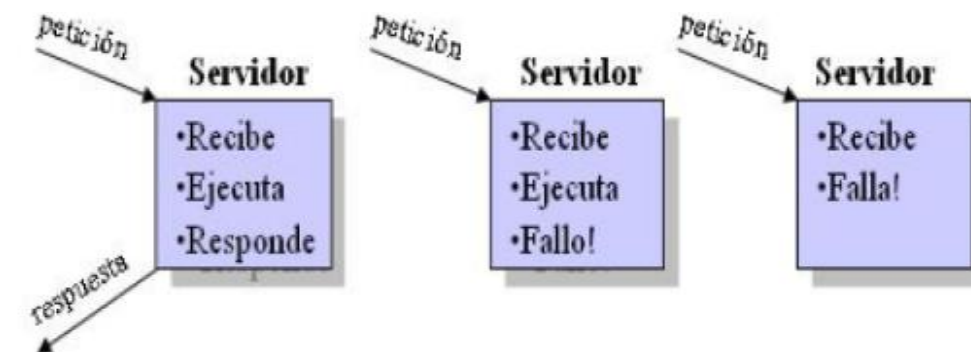 petición
Servidor
•Recibe
•Ejecuta
•Responde
respuesta
petición
Servidor
•Recibe
•Ejecuta
•Fallo!
petición
Servidor
•Recibe
•Falla!